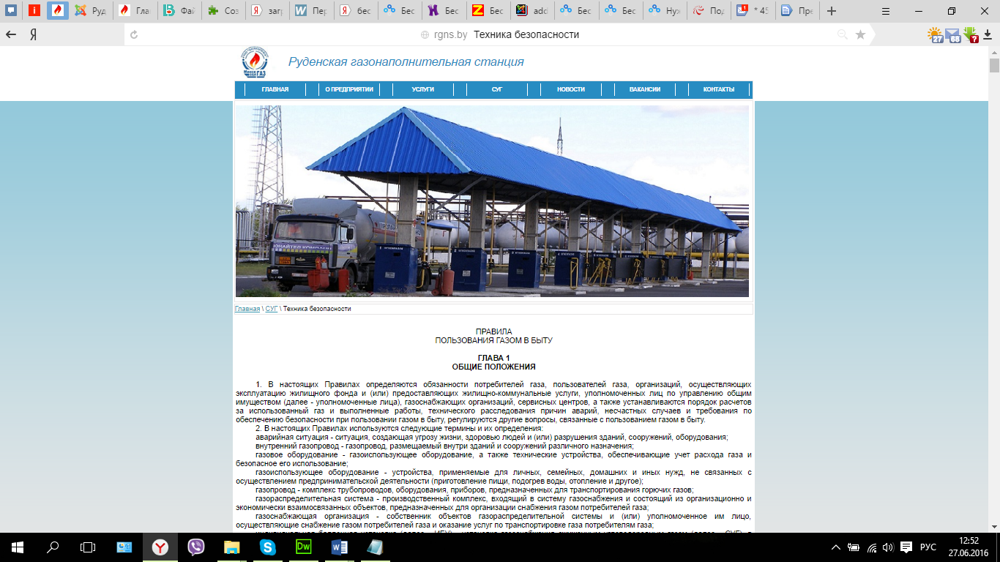 Руд
Гла
Фай
Соз
загр
Пер
бес
Бес
Бес
Бес
add
Бес
Бес
Нуж
Под
* 45
Пре
rgns.by Техника безопасности
27
68
Руденская газонаполнительная станция
ГЛАВНАЯ О ПРЕДПРИЯТИИ УСЛУГИ СУГ НОВОСТИ ВАКАНСИИ КОНТАКТЫ
Главная \ СУГ \ Техника безопасности
ПРАВИЛА
ПОЛЬЗОВАНИЯ ГАЗОМ В БЫТУ
ГЛАВА 1
ОБЩИЕ ПОЛОЖЕНИЯ
1. В настоящих Правилах определяются обязанности потребителей газа, пользователей газа, организаций, осуществляющих
эксплуатацию жилищного фонда и (или) предоставляющих жилищно-коммунальные услуги, уполномоченных лиц по управлению общим
имуществом (далее - уполномоченные лица), газоснабжающих организаций, сервисных центров, а также устанавливаются порядок расчетов
за использованный газ и выполненные работы, технического расследования причин аварий, несчастных случаев и требования по
обеспечению безопасности при пользовании газом в быту, регулируются другие вопросы, связанные с пользованием газом в быту.
2. В настоящих Правилах используются следующие термины и их определения:
аварийная ситуация - ситуация, создающая угрозу жизни, здоровью людей и (или) разрушения зданий, сооружений, оборудования;
внутренний газопровод - газопровод, размещаемый внутри зданий и сооружений различного назначения;
газовое оборудование - газоиспользующее оборудование, а также технические устройства, обеспечивающие учет расхода газа и
безопасное его использование;
газоиспользующее оборудование - устройства, применяемые для личных, семейных, домашних и иных нужд, не связанных с
осуществлением предпринимательской деятельности (приготовление пищи, подогрев воды, отопление и другое);
газопровод - комплекс трубопроводов, оборудования, приборов, предназначенных для транспортирования горючих газов;
газораспределительная система - производственный комплекс, входящий в систему газоснабжения и состоящий из организационно и
экономически взаимосвязанных объектов, предназначенных для организации снабжения газом потребителей газа;
газоснабжающая организация - собственник объектов газораспределительной системы и (или) уполномоченное им лицо,
осуществляющие снабжение газом потребителей газа и оказание услуг по транспортировке газа потребителям газа;
РУС
12:52
27.06.2016